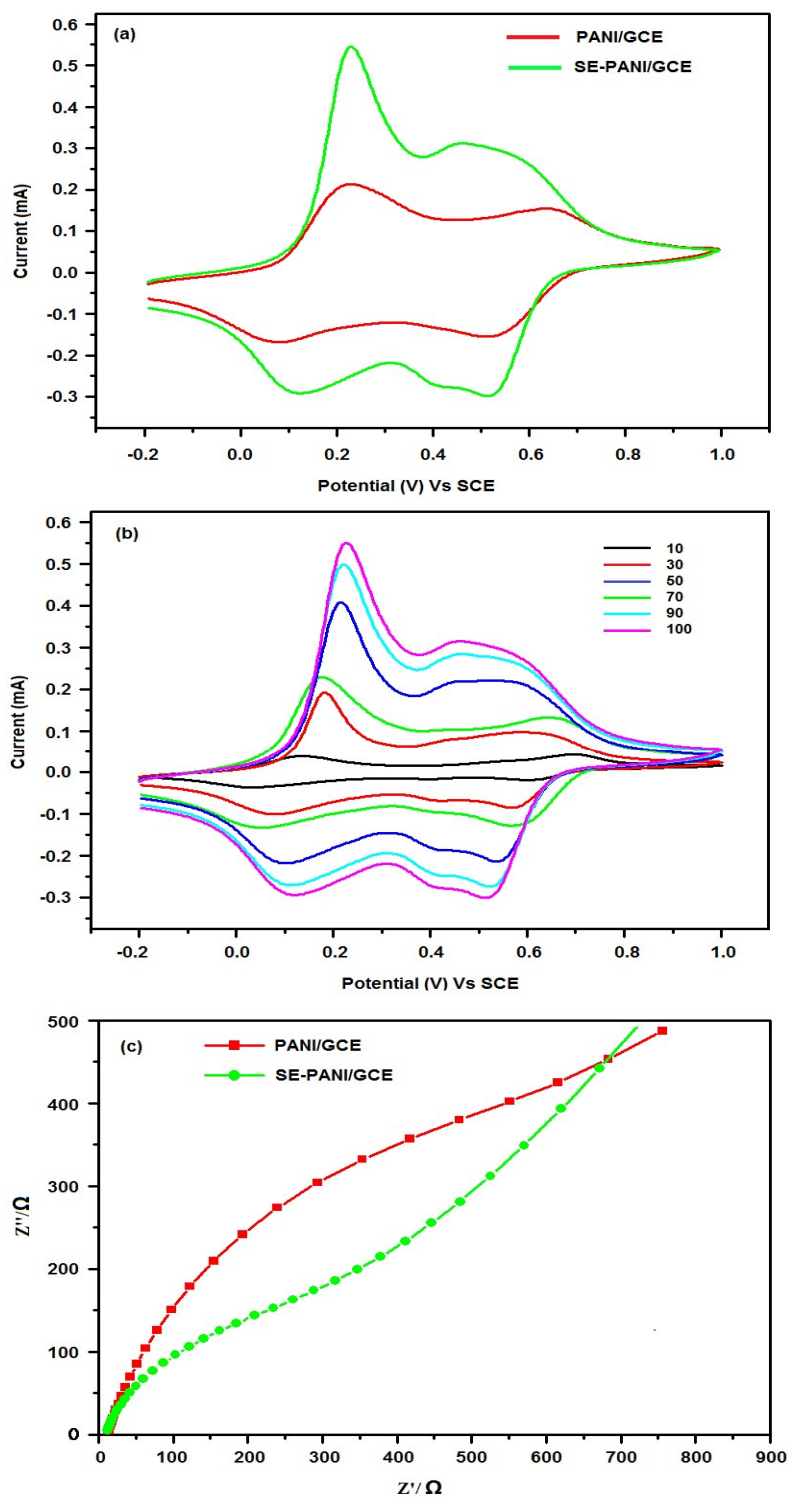 (a)
PANI/GCE
SE-PANI/GCE
0.6
0.5
0.4
0.3
0.2
0.1
0.0
-0.1
-0.2
-0.3
Current (mA)
-0.2 0.0 0.2 0.4 0.6 0.8 1.0
Potential (V) Vs SCE
(b)
10
30
50
70
90
100
0.6
0.5
0.4
0.3
0.2
0.1
0.0
-0.1
-0.2
-0.3
Current (mA)
-0.2 0.0 0.2 0.4 0.6 0.8 1.0
Potential (V) Vs SCE
(c)
PANI/GCE
SE-PANI/GCE
500
400
300
200
100
0
Z''/Ω
0 100 200 300 400 500 600 700 800 900
Z'/ Ω